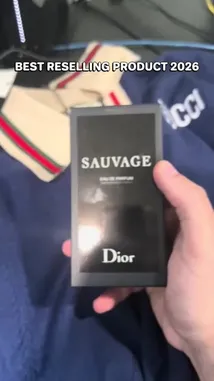 BEST RESELLING PRODUCT 2026
SAUVAGE
EAU DE PARFUM
Dior